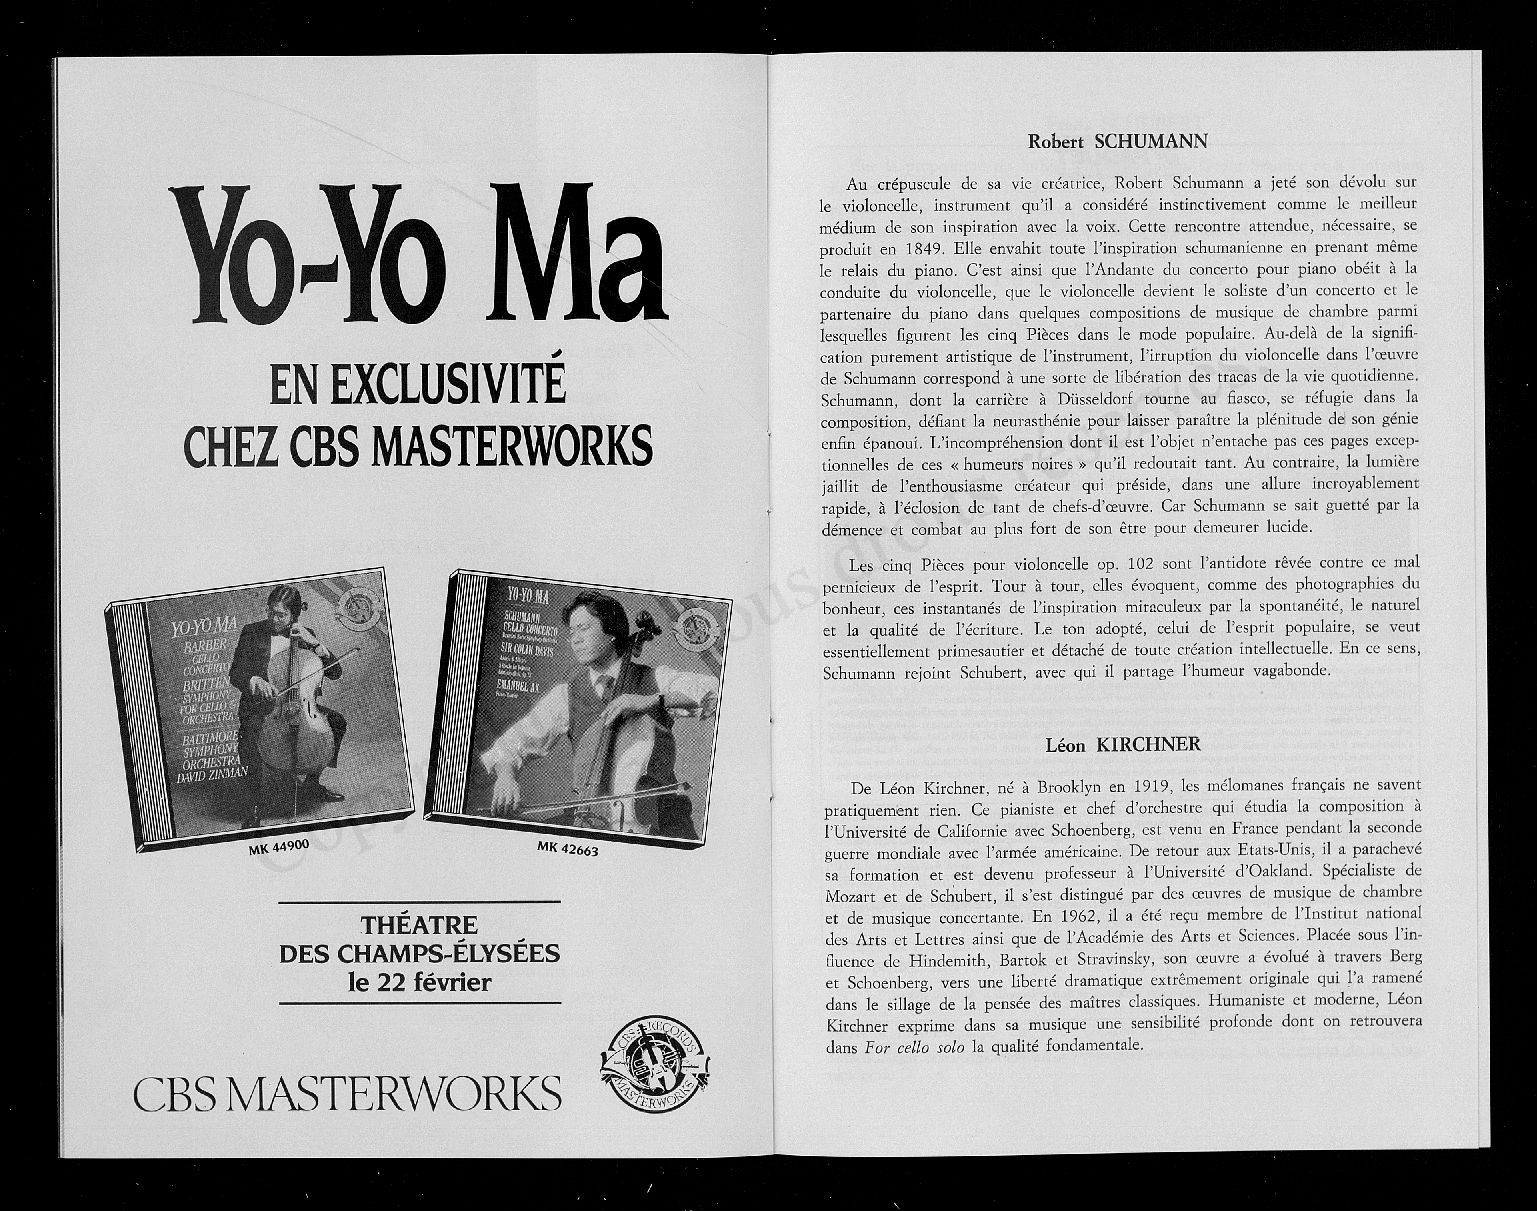 Yo-Yo Ma
EN EXCLUSIVITÉ
CHEZ CBS MASTERWORKS
YO-YO MA
BARBER
CELLO
CONCERTO
BRITTEN
SYMPHONY
FOR CELLO &
ORCHESTRA
BALTIMORE
SYMPHONY
ORCHESTRA
DAVID ZINMAN
MK 44900
YO-YO MA
SCHUMANN
CELLO CONCERTO
SIR COLIN DAVIS
EMANUEL AX
MK 42663
THÉATRE
DES CHAMPS-ÉLYSÉES
le 22 février
CBS MASTERWORKS
CBS RECORDS
MASTERWORKS
Robert SCHUMANN
Au crépuscule de sa vie créatrice, Robert Schumann a jeté son dévolu sur
le violoncelle, instrument qu'il a considéré instinctivement comme le meilleur
médium de son inspiration avec la voix. Cette rencontre attendue, nécessaire, se
produit en 1849. Elle envahit toute l'inspiration schumanienne en prenant même
le relais du piano. C'est ainsi que l'Andante du concerto pour piano obéit à la
conduite du violoncelle, que le violoncelle devient le soliste d'un concerto et le
partenaire du piano dans quelques compositions de musique de chambre parmi
lesquelles figurent les cinq Pièces dans le mode populaire. Au-delà de la signifi-
cation purement artistique de l'instrument, l'irruption du violoncelle dans l'œuvre
de Schumann correspond à une sorte de libération des tracas de la vie quotidienne.
Schumann, dont la carrière à Düsseldorf tourne au fiasco, se réfugie dans la
composition, défiant la neurasthénie pour laisser paraître la plénitude de son génie
enfin épanoui. L'incompréhension dont il est l'objet n'entache pas ces pages excep-
tionnelles de ces « humeurs noires » qu'il redoutait tant. Au contraire, la lumière
jaillit de l'enthousiasme créateur qui préside, dans une allure incroyablement
rapide, à l'éclosion de tant de chefs-d'œuvre. Car Schumann se sait guetté par la
démence et combat au plus fort de son être pour demeurer lucide.
Les cinq Pièces pour violoncelle op. 102 sont l'antidote rêvée contre ce mal
pernicieux de l'esprit. Tour à tour, elles évoquent, comme des photographies du
bonheur, ces instantanés de l'inspiration miraculeux par la spontanéité, le naturel
et la qualité de l'écriture. Le ton adopté, celui de l'esprit populaire, se veut
essentiellement primesautier et détaché de toute création intellectuelle. En ce sens,
Schumann rejoint Schubert, avec qui il partage l'humeur vagabonde.
Léon KIRCHNER
De Léon Kirchner, né à Brooklyn en 1919, les mélomanes français ne savent
pratiquement rien. Ce pianiste et chef d'orchestre qui étudia la composition à
l'Université de Californie avec Schoenberg, est venu en France pendant la seconde
guerre mondiale avec l'armée américaine. De retour aux Etats-Unis, il a parachevé
sa formation et est devenu professeur à l'Université d'Oakland. Spécialiste de
Mozart et de Schubert, il s'est distingué par des œuvres de musique de chambre
et de musique concertante. En 1962, il a été reçu membre de l'Institut national
des Arts et Lettres ainsi que de l'Académie des Arts et Sciences. Placée sous l'in-
fluence de Hindemith, Bartok et Stravinsky, son œuvre a évolué à travers Berg
et Schoenberg, vers une liberté dramatique extrêmement originale qui l'a ramené
dans le sillage de la pensée des maîtres classiques. Humaniste et moderne, Léon
Kirchner exprime dans sa musique une sensibilité profonde dont on retrouvera
dans For cello solo la qualité fondamentale.